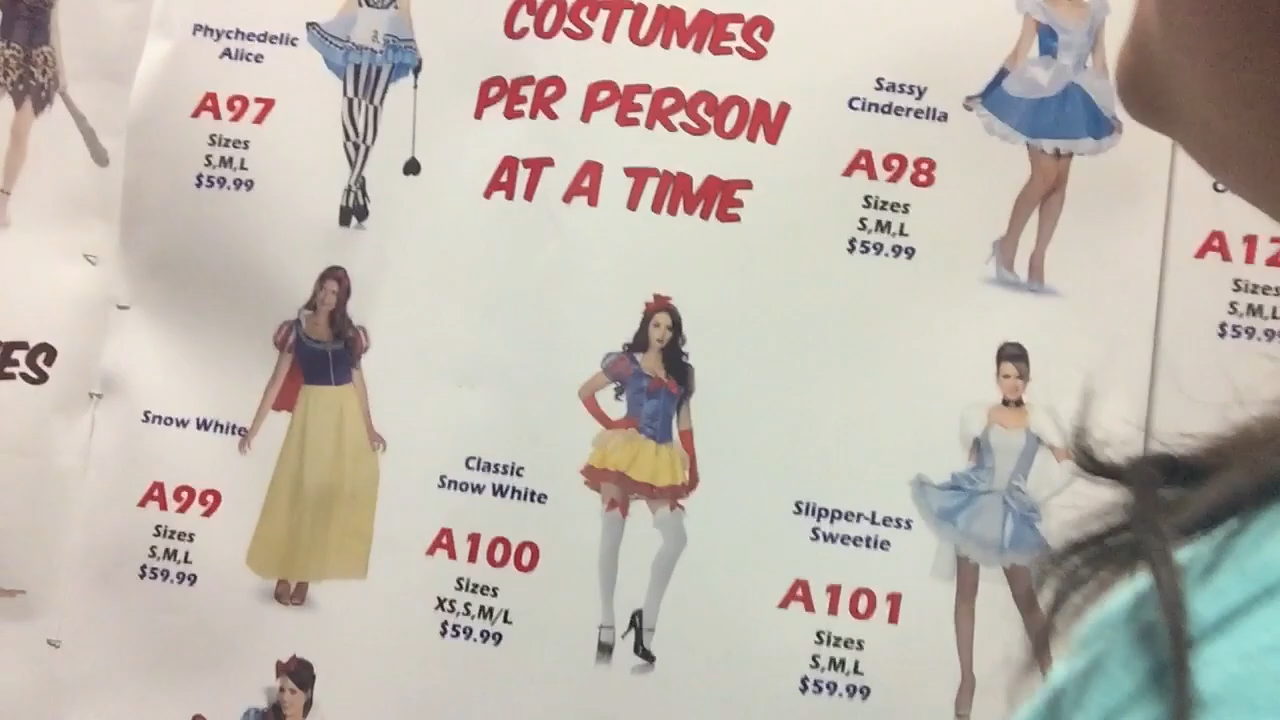 COSTUMES
PER PERSON
AT A TIME
Phychedelic
Alice
A97
Sizes
S,M,L
$59.99
Sassy
Cinderella
A98
Sizes
S,M,L
$59.99
Sizes
S,M,L
Snow White
A99
Sizes
S,M,L
$59.99
Classic
Snow White
A100
Sizes
XS,S,M/L
$59.99
Slipper-Less
Sweetie
A101
Sizes
S,M,L
$59.99